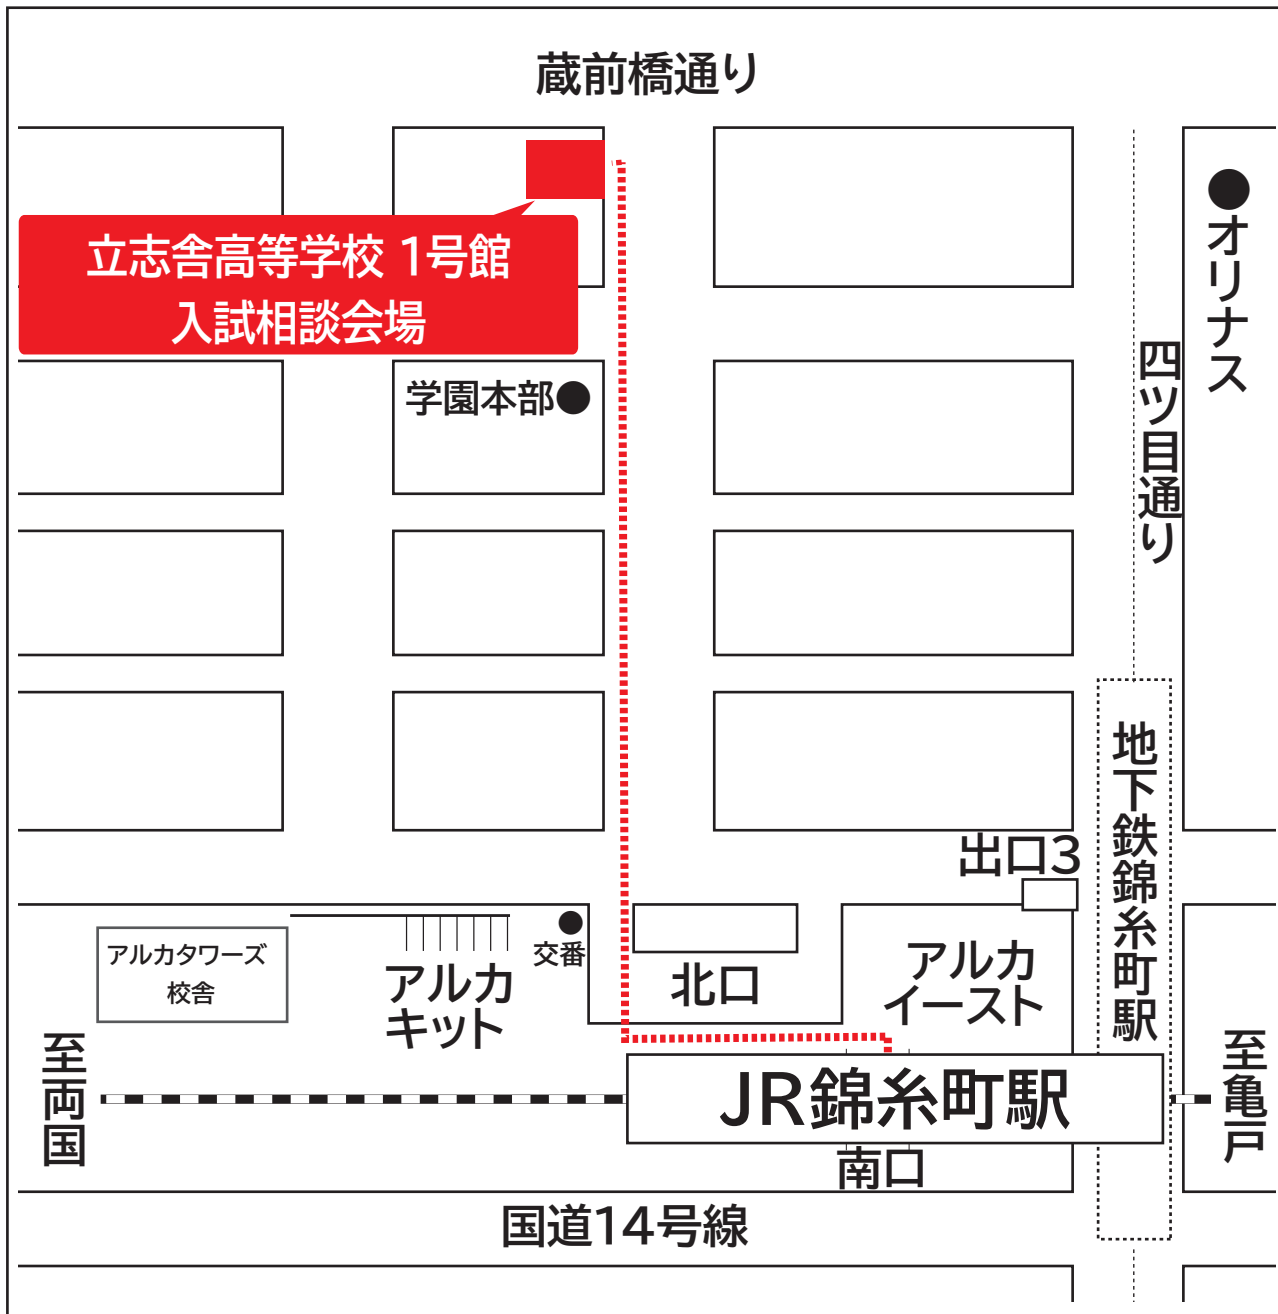 蔵前橋通り
立志舎高等学校 1号館
入試相談会場
オリナス
四ツ目通り
学園本部
地下鉄錦糸町駅
出口3
交番
アルカタワーズ
校舎
アルカ
キット
北口
アルカ
イースト
至両国
JR錦糸町駅
至亀戸
南口
国道14号線